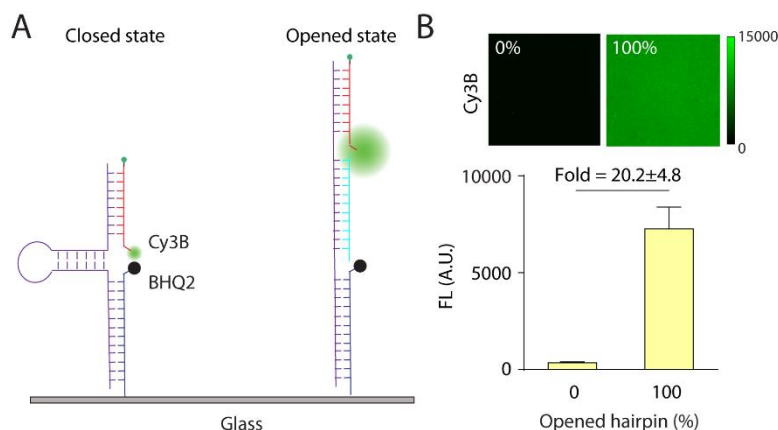 A
Closed state
Opened state
Cy3B
BHQ2
Glass
B
0%
100%
15000
0
Cy3B
Fold = 20.2±4.8
10000
5000
0
FL (A.U.)
0
100
Opened hairpin (%)